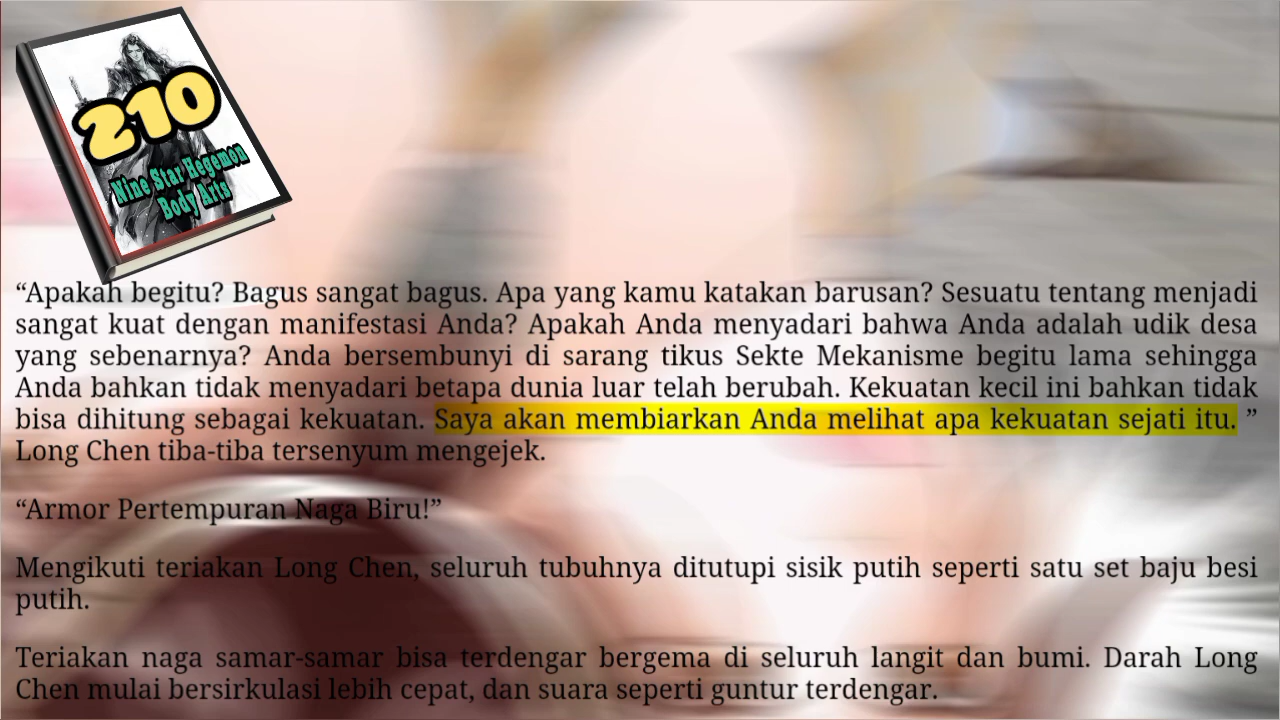 210
Nine Star Hegemon
Body Arts
“Apakah begitu? Bagus sangat bagus. Apa yang kamu katakan barusan? Sesuatu tentang menjadi
sangat kuat dengan manifestasi Anda? Apakah Anda menyadari bahwa Anda adalah udik desa
yang sebenarnya? Anda bersembunyi di sarang tikus Sekte Mekanisme begitu lama sehingga
Anda bahkan tidak menyadari betapa dunia luar telah berubah. Kekuatan kecil ini bahkan tidak
bisa dihitung sebagai kekuatan. Saya akan membiarkan Anda melihat apa kekuatan sejati itu. ”
Long Chen tiba-tiba tersenyum mengejek.
“Armor Pertempuran Naga Biru!”
Mengikuti teriakan Long Chen, seluruh tubuhnya ditutupi sisik putih seperti satu set baju besi
putih.
Teriakan naga samar-samar bisa terdengar bergema di seluruh langit dan bumi. Darah Long
Chen mulai bersirkulasi lebih cepat, dan suara seperti guntur terdengar.